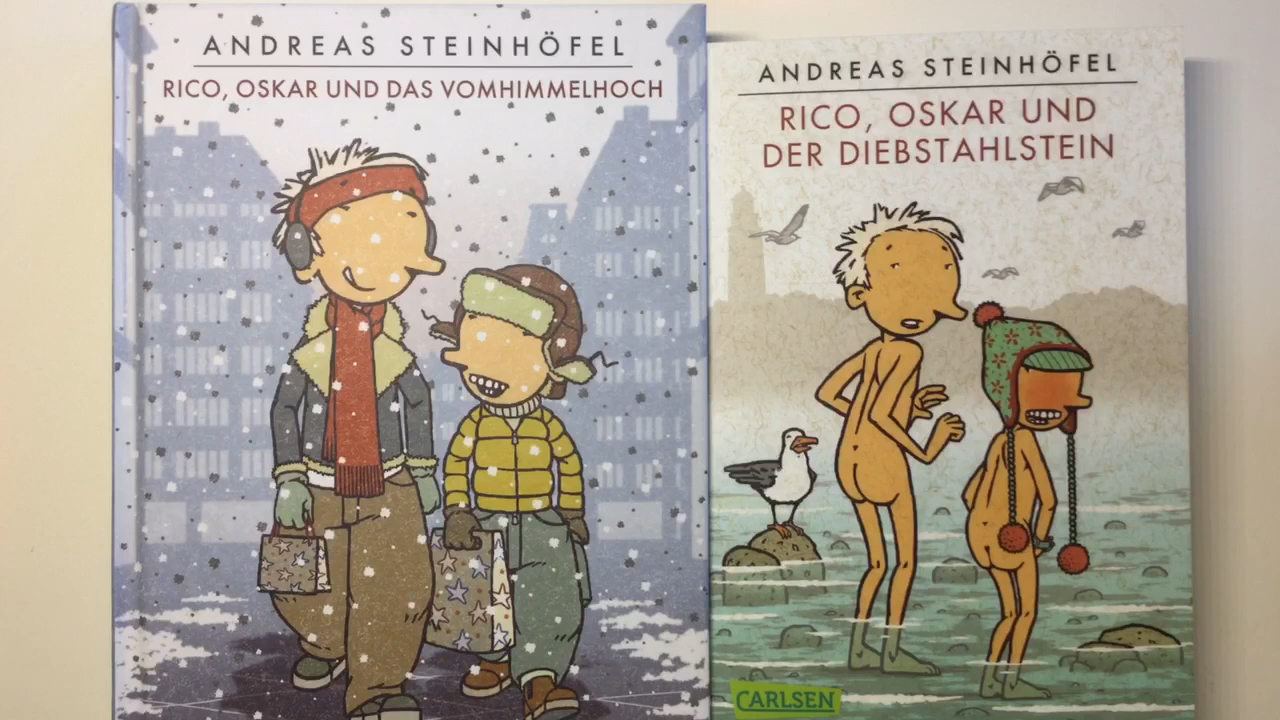 ANDREAS STEINHÖFEL
RICO, OSKAR UND DAS VOMHIMMELHOCH
ANDREAS STEINHÖFEL
RICO, OSKAR UND
DER DIEBSTAHLSTEIN
CARLSEN